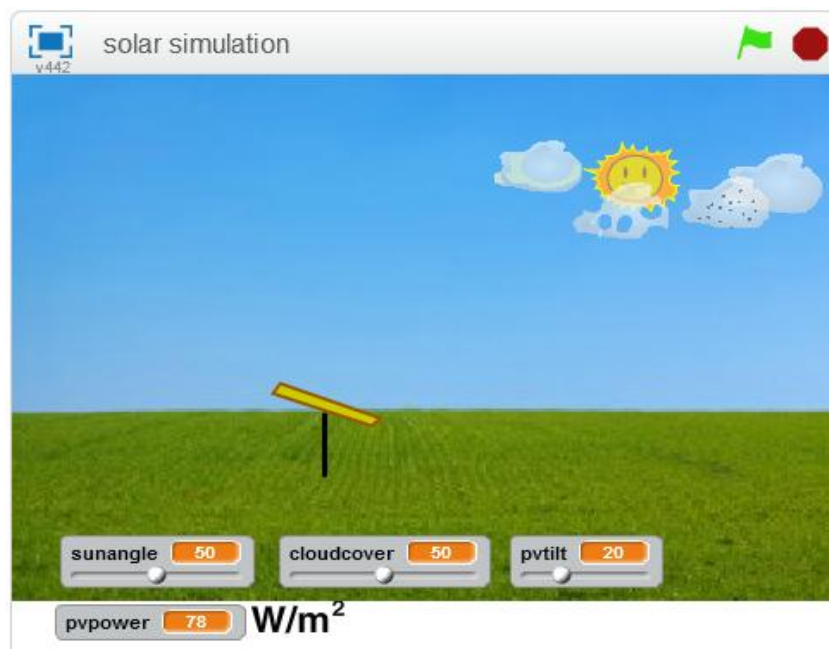 solar simulation
v442
sunangle 50 cloudcover 50 pvtilt 20
pvpower 78 W/m²